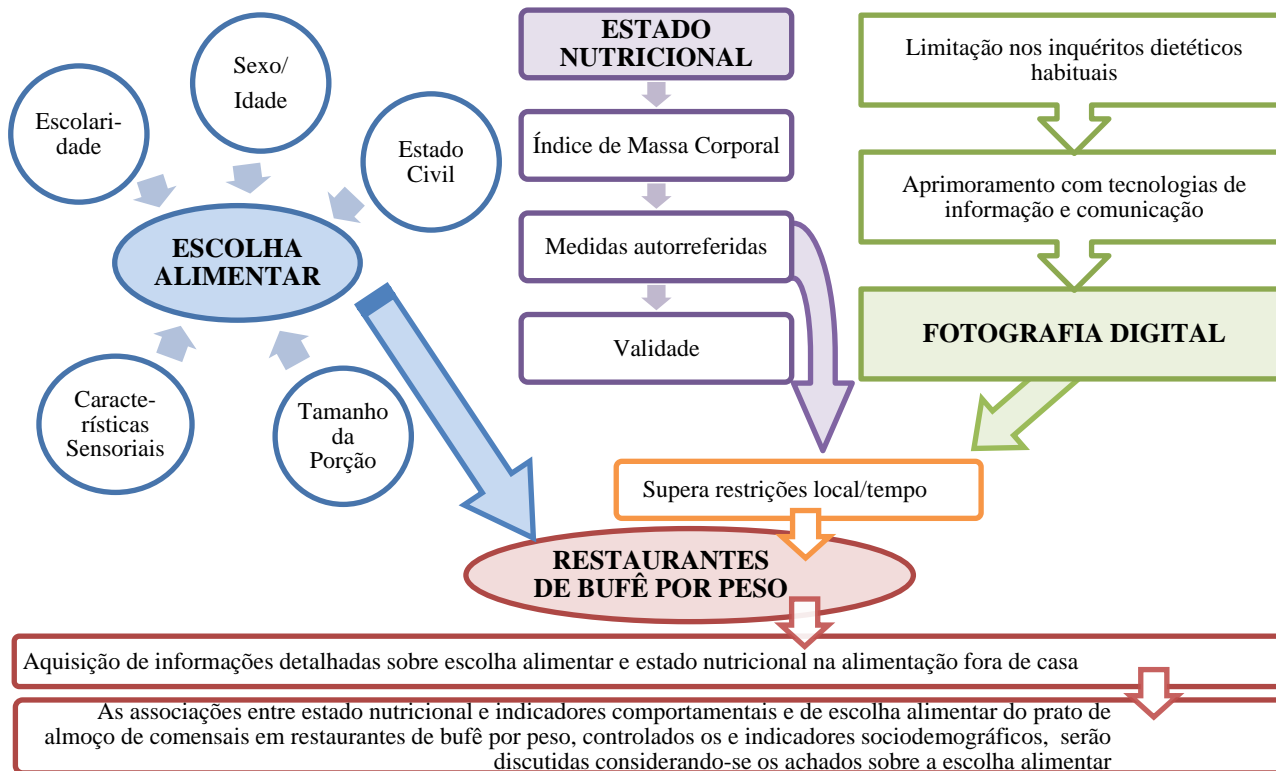 Sexo/
Idade
Escolari-
dade
Estado
Civil
ESCOLHA
ALIMENTAR
Caracte-
rísticas
Sensoriais
Tamanho
da
Porção
ESTADO
NUTRICIONAL
Índice de Massa Corporal
Medidas autorreferidas
Validade
Limitação nos inquéritos dietéticos
habituais
Aprimoramento com tecnologias de
informação e comunicação
FOTOGRAFIA DIGITAL
Supera restrições local/tempo
RESTAURANTES
DE BUFÊ POR PESO
Aquisição de informações detalhadas sobre escolha alimentar e estado nutricional na alimentação fora de casa
As associações entre estado nutricional e indicadores comportamentais e de escolha alimentar do prato de
almoço de comensais em restaurantes de bufê por peso, controlados os e indicadores sociodemográficos, serão
discutidas considerando-se os achados sobre a escolha alimentar